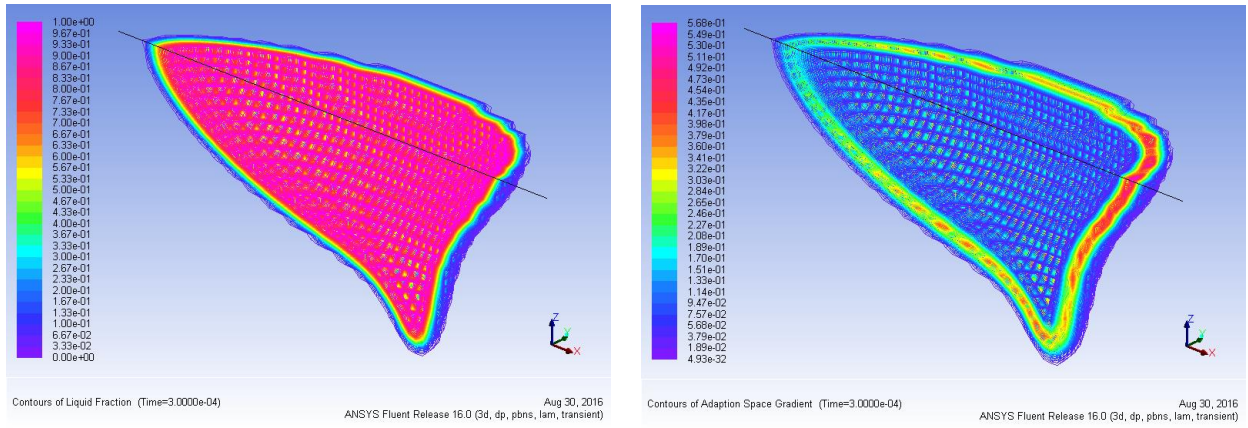 1.00e+00
9.67e-01
9.33e-01
9.00e-01
8.67e-01
8.33e-01
8.00e-01
7.67e-01
7.33e-01
7.00e-01
6.67e-01
6.33e-01
6.00e-01
5.67e-01
5.33e-01
5.00e-01
4.67e-01
4.33e-01
4.00e-01
3.67e-01
3.33e-01
3.00e-01
2.67e-01
2.33e-01
2.00e-01
1.67e-01
1.33e-01
1.00e-01
6.67e-02
3.33e-02
0.00e+00
Z
Y
X
Contours of Liquid Fraction (Time=3.0000e-04)
Aug 30, 2016
ANSYS Fluent Release 16.0 (3d, dp, pbns, lam, transient)
5.68e-01
5.49e-01
5.30e-01
5.11e-01
4.92e-01
4.73e-01
4.54e-01
4.35e-01
4.17e-01
3.98e-01
3.79e-01
3.60e-01
3.41e-01
3.22e-01
3.03e-01
2.84e-01
2.65e-01
2.46e-01
2.27e-01
2.08e-01
1.89e-01
1.70e-01
1.51e-01
1.33e-01
1.14e-01
9.47e-02
7.57e-02
5.68e-02
3.79e-02
1.89e-02
4.93e-32
Z
Y
X
Contours of Adaption Space Gradient (Time=3.0000e-04)
Aug 30, 2016
ANSYS Fluent Release 16.0 (3d, dp, pbns, lam, transient)